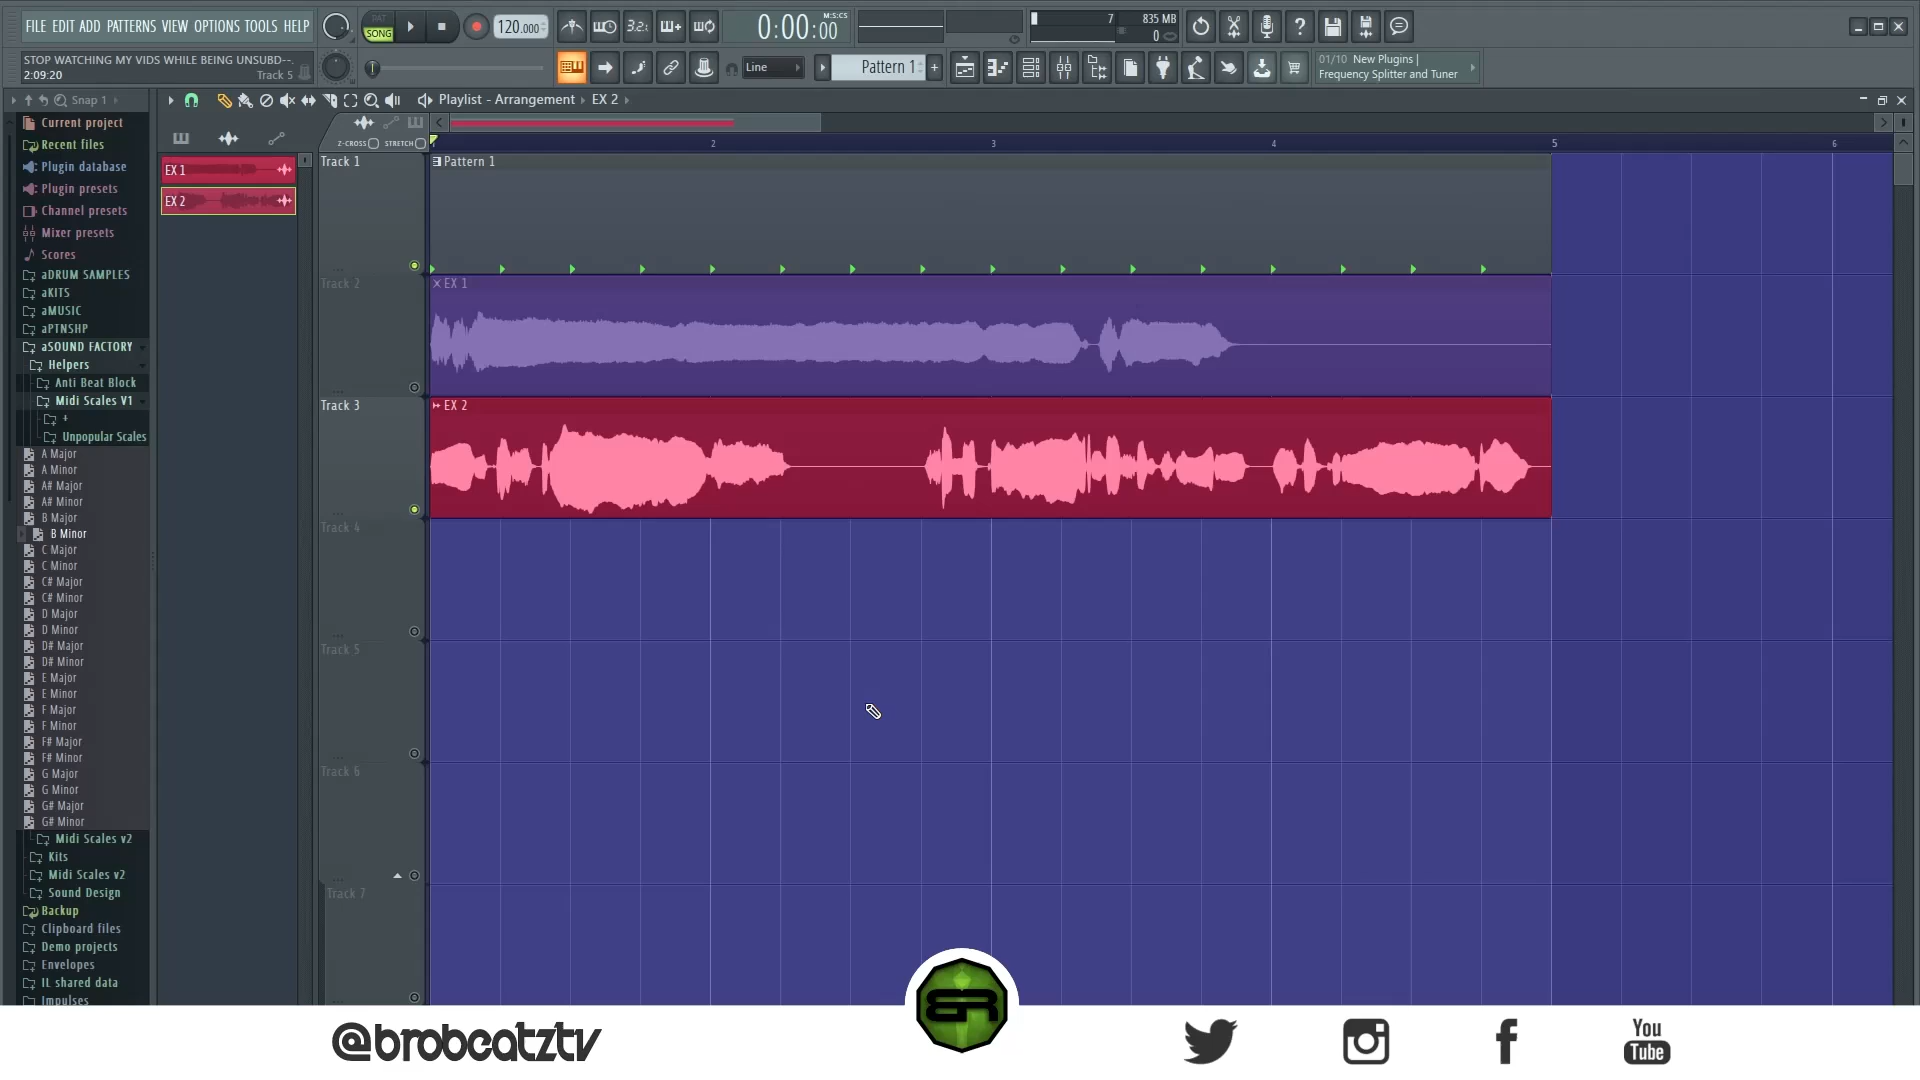 FILE EDIT ADD PATTERNS VIEW OPTIONS TOOLS HELP
PAT
SONG
120.000
3.2.
0:00:00
M:S:CS
7
835 MB
0
STOP WATCHING MY VIDS WHILE BEING UNSUBD--.
2:09:20
Track 5
Line
Pattern 1
01/10 New Plugins |
Frequency Splitter and Tuner
Snap 1
Playlist - Arrangement
EX 2
Z-CROSS
STRETCH
2
3
4
5
6
Current project
Recent files
Plugin database
Plugin presets
Channel presets
Mixer presets
Scores
aDRUM SAMPLES
aKITS
aMUSIC
aPTNSHP
aSOUND FACTORY
Helpers
Anti Beat Block
Midi Scales V1
+
Unpopular Scales
A Major
A Minor
A# Major
A# Minor
B Major
B Minor
C Major
C Minor
C# Major
C# Minor
D Major
D Minor
D# Major
D# Minor
E Major
E Minor
F Major
F Minor
F# Major
F# Minor
G Major
G Minor
G# Major
G# Minor
Midi Scales v2
Kits
Midi Scales v2
Sound Design
Backup
Clipboard files
Demo projects
Envelopes
IL shared data
Impulses
EX 1
EX 2
Track 1
Pattern 1
Track 2
EX 1
Track 3
EX 2
Track 4
Track 5
Track 6
Track 7
@brobeatztv
BR
You
Tube